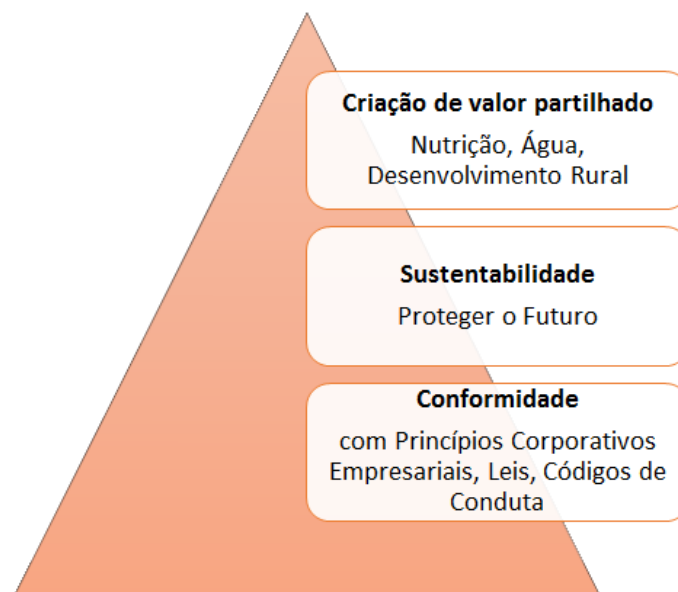 Criação de valor partilhado
Nutrição, Água,
Desenvolvimento Rural
Sustentabilidade
Proteger o Futuro
Conformidade
com Princípios Corporativos
Empresariais, Leis, Códigos de
Conduta